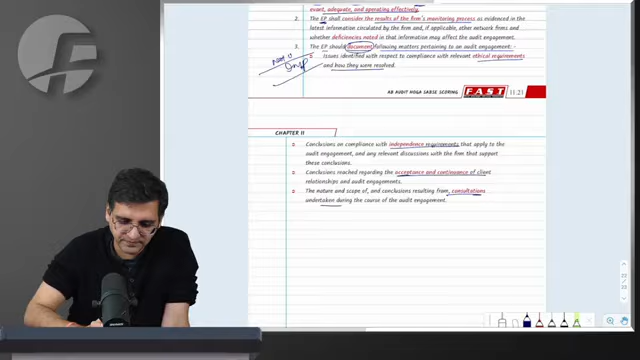 evant, adequate, and operating effectively.
2. The EP shall consider the results of the firm's monitoring process as evidenced in the
latest information circulated by the firm and, if applicable, other network firms and
whether deficiencies noted in that information may affect the audit engagement.
3. The EP should document following matters pertaining to an audit engagement: -
Issues identified with respect to compliance with relevant ethical requirements
and how they were resolved.
AB AUDIT HOGA SABSE SCORING FAST 11.21
CHAPTER 11
Conclusions on compliance with independence requirements that apply to the
audit engagement, and any relevant discussions with the firm that support
these conclusions.
Conclusions reached regarding the acceptance and continuance of client
relationships and audit engagements.
The nature and scope of, and conclusions resulting from, consultations
undertaken during the course of the audit engagement.
22
33